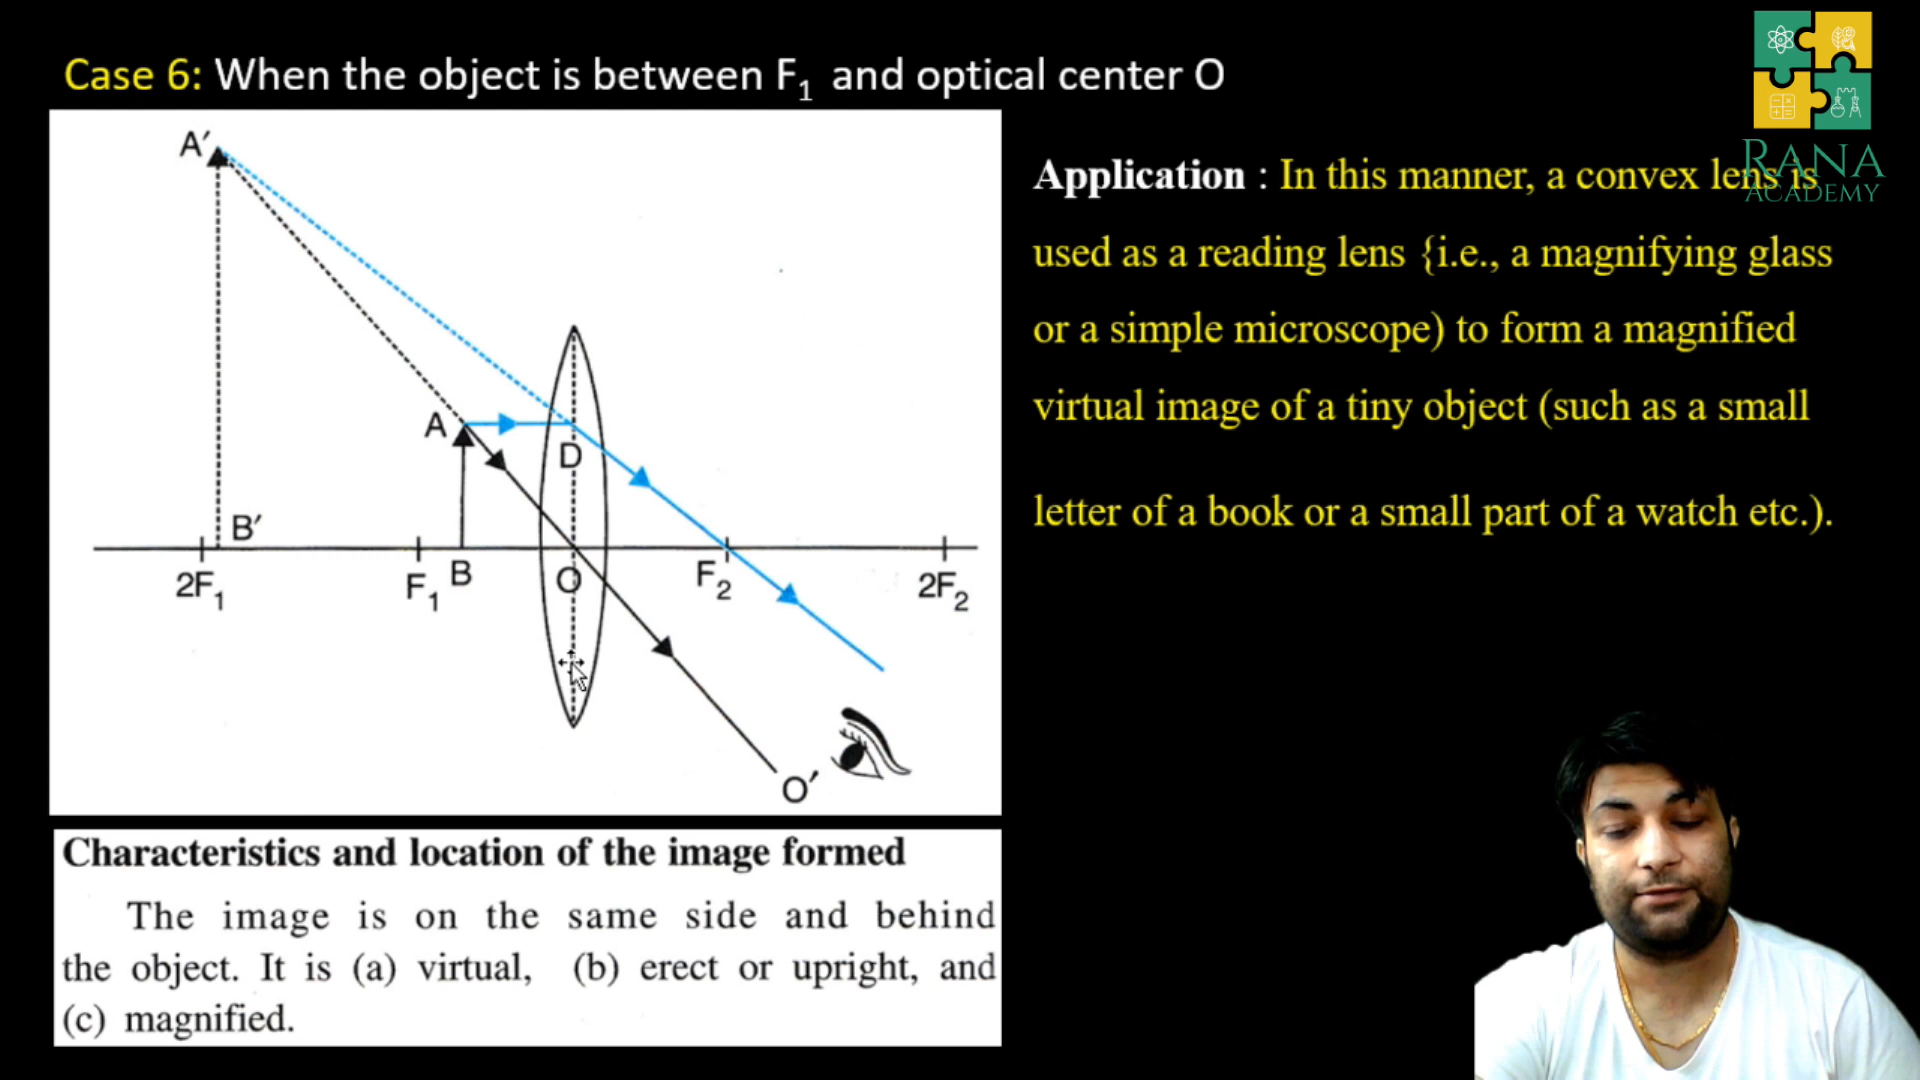 Case 6: When the object is between F₁ and optical center O
RANA
ACADEMY
Application : In this manner, a convex lens is
used as a reading lens {i.e., a magnifying glass
or a simple microscope) to form a magnified
virtual image of a tiny object (such as a small
letter of a book or a small part of a watch etc.).
A′
A
D
B′
2F₁
F₁
B
O
F₂
2F₂
O′
Characteristics and location of the image formed
The image is on the same side and behind
the object. It is (a) virtual, (b) erect or upright, and
(c) magnified.